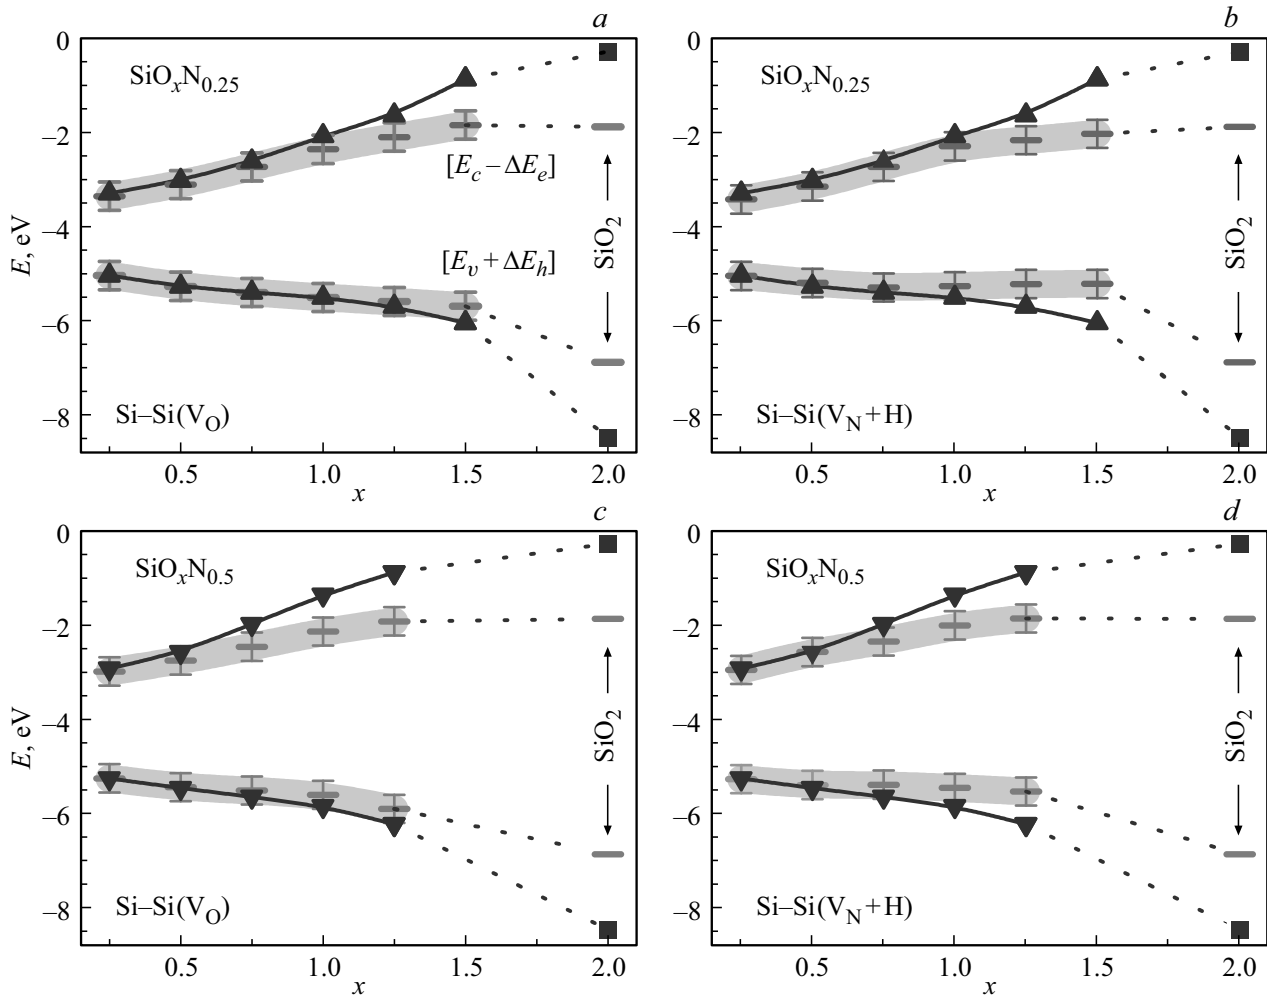 a
0
SiOxN0.25
–2
[Ec – ΔEe]
–4
E, eV
SiO2
[Ev + ΔEh]
–6
–8
Si–Si(VO)
0.5 1.0 1.5 2.0
x
b
0
SiOxN0.25
–2
–4
SiO2
–6
–8
Si–Si(VN + H)
0.5 1.0 1.5 2.0
x
c
0
SiOxN0.5
–2
–4
E, eV
SiO2
–6
–8
Si–Si(VO)
0.5 1.0 1.5 2.0
x
d
0
SiOxN0.5
–2
–4
SiO2
–6
–8
Si–Si(VN + H)
0.5 1.0 1.5 2.0
x